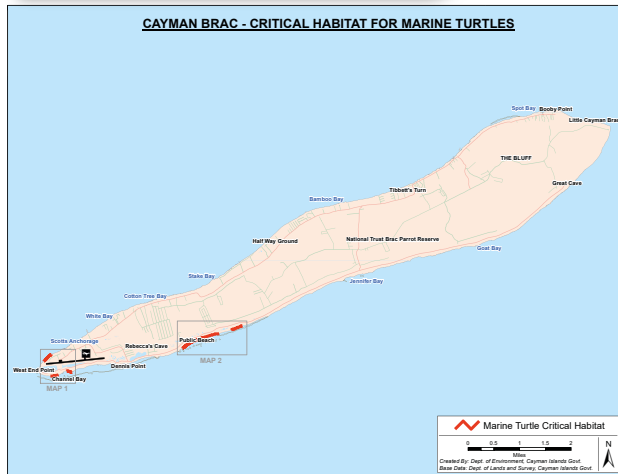 CAYMAN BRAC - CRITICAL HABITAT FOR MARINE TURTLES
Spot Bay
Booby Point
Little Cayman Brac
THE BLUFF
Great Cave
Tibbett's Turn
Bamboo Bay
Half Way Ground
National Trust Brac Parrot Reserve
Goat Bay
Stake Bay
Jennifer Bay
Cotton Tree Bay
White Bay
Scotts Anchorage
Public Beach
Rebecca's Cave
MAP 2
West End Point
Dennis Point
Channel Bay
MAP 1
Marine Turtle Critical Habitat
0 0.5 1 1.5 2
Miles
N
Created By: Dept. of Environment, Cayman Islands Govt.
Base Data: Dept. of Lands and Survey, Cayman Islands Govt.